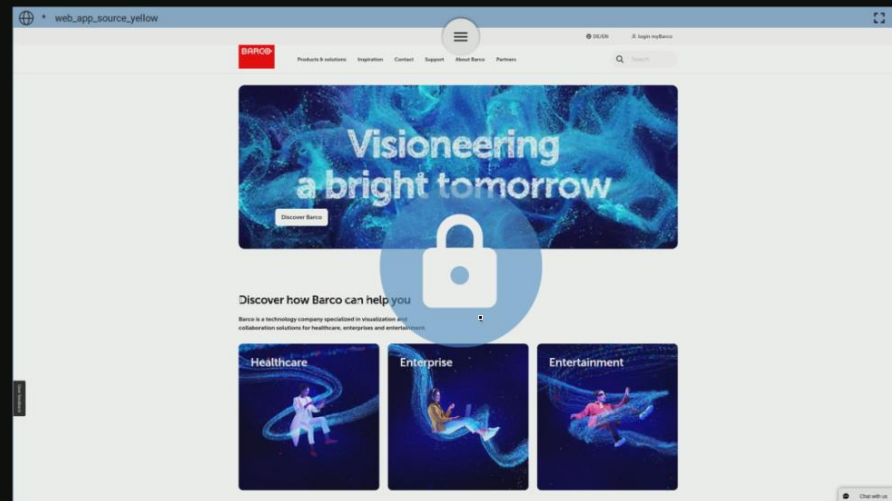 * web_app_source_yellow
DE/EN
login myBarco
BARCO
Products & solutions Inspiration Contact Support About Barco Partners
Search
Visioneering
a bright tomorrow
Discover Barco
Discover how Barco can help you
Barco is a technology company specialized in visualization and
collaboration solutions for healthcare, enterprises and entertainment.
Healthcare Enterprise Entertainment
Chat with us